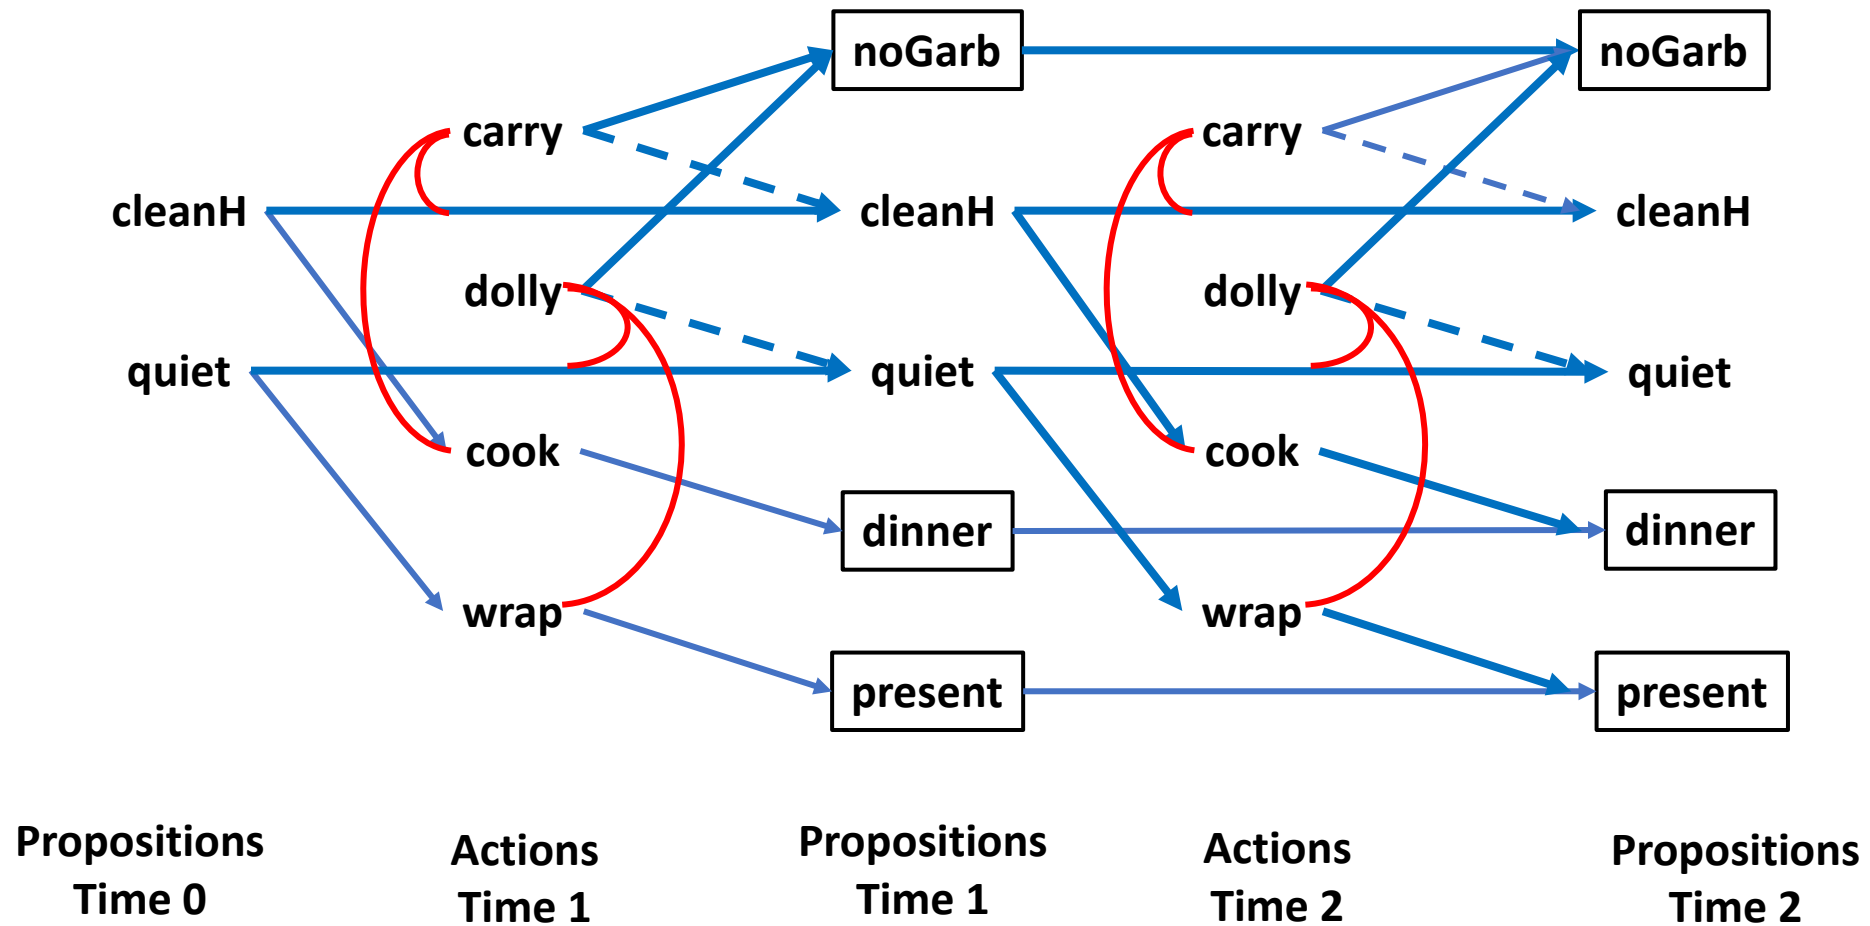 noGarb
noGarb
carry
carry
cleanH
cleanH
cleanH
dolly
dolly
quiet
quiet
quiet
cook
cook
dinner
dinner
wrap
wrap
present
present
Propositions
Time 0
Actions
Time 1
Propositions
Time 1
Actions
Time 2
Propositions
Time 2